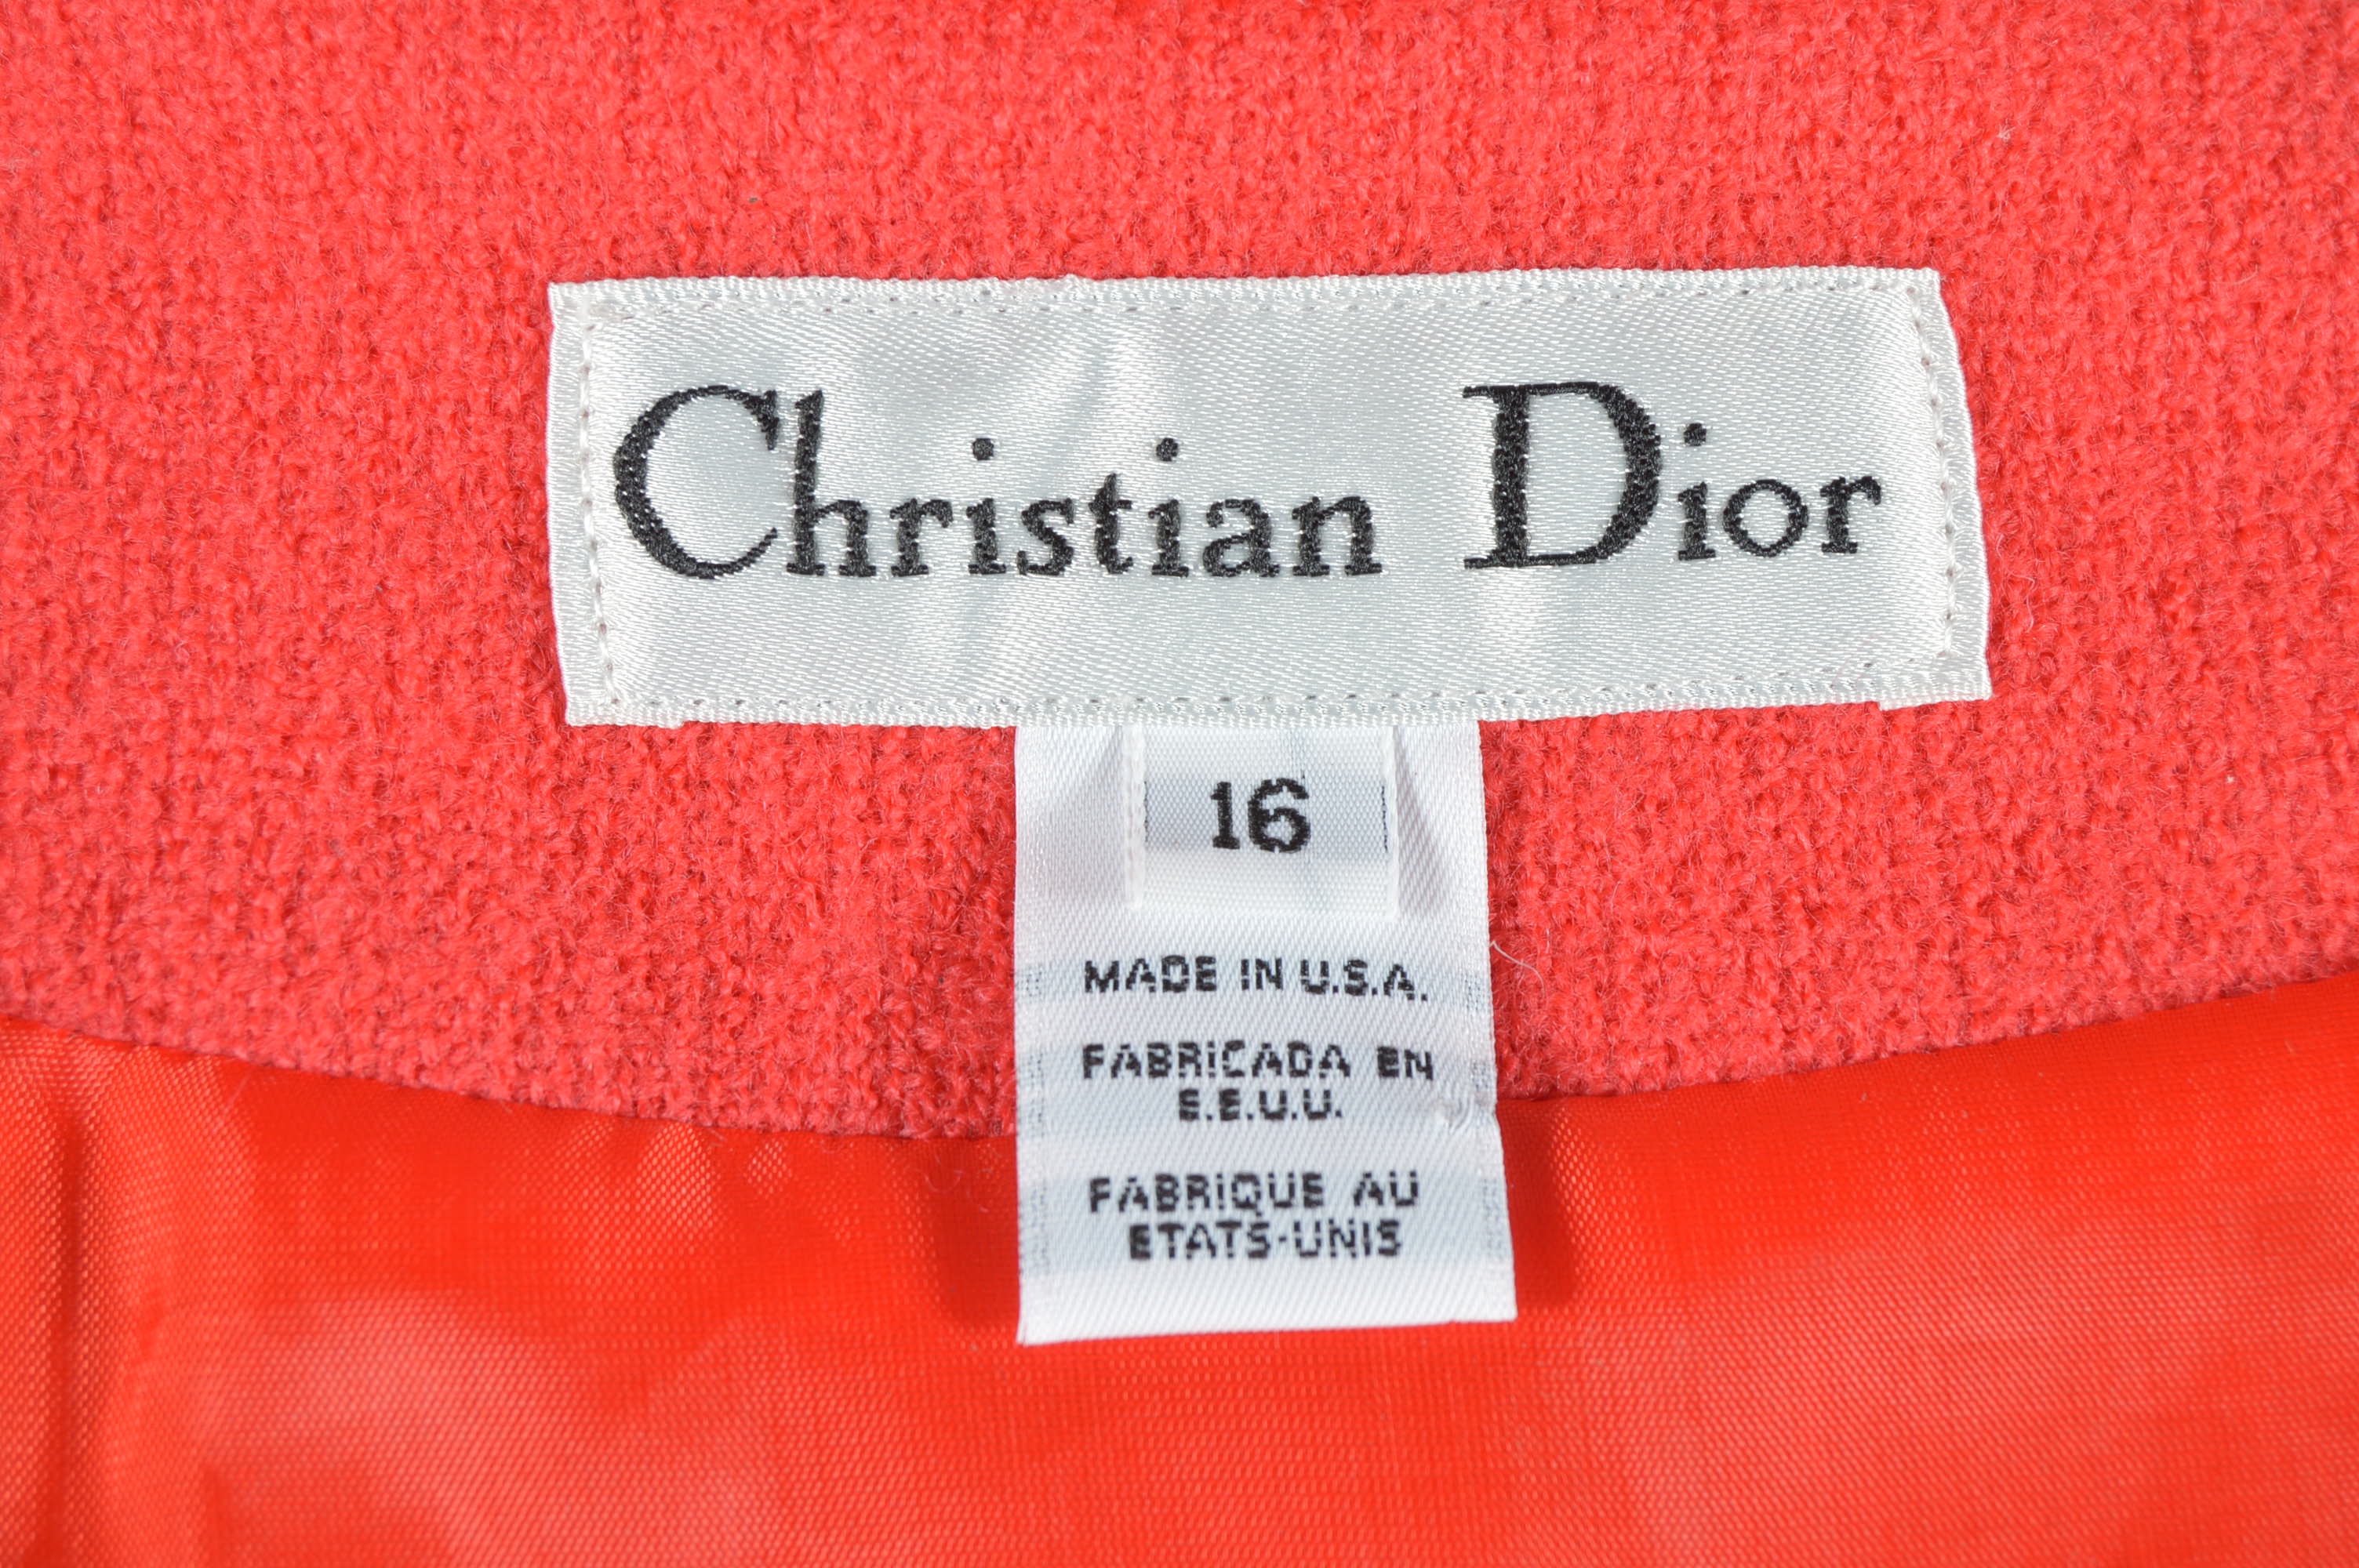 Christian Dior
16
MADE IN U.S.A.
FABRICADA EN
E.E.U.U.
FABRIQUE AU
ETATS-UNIS